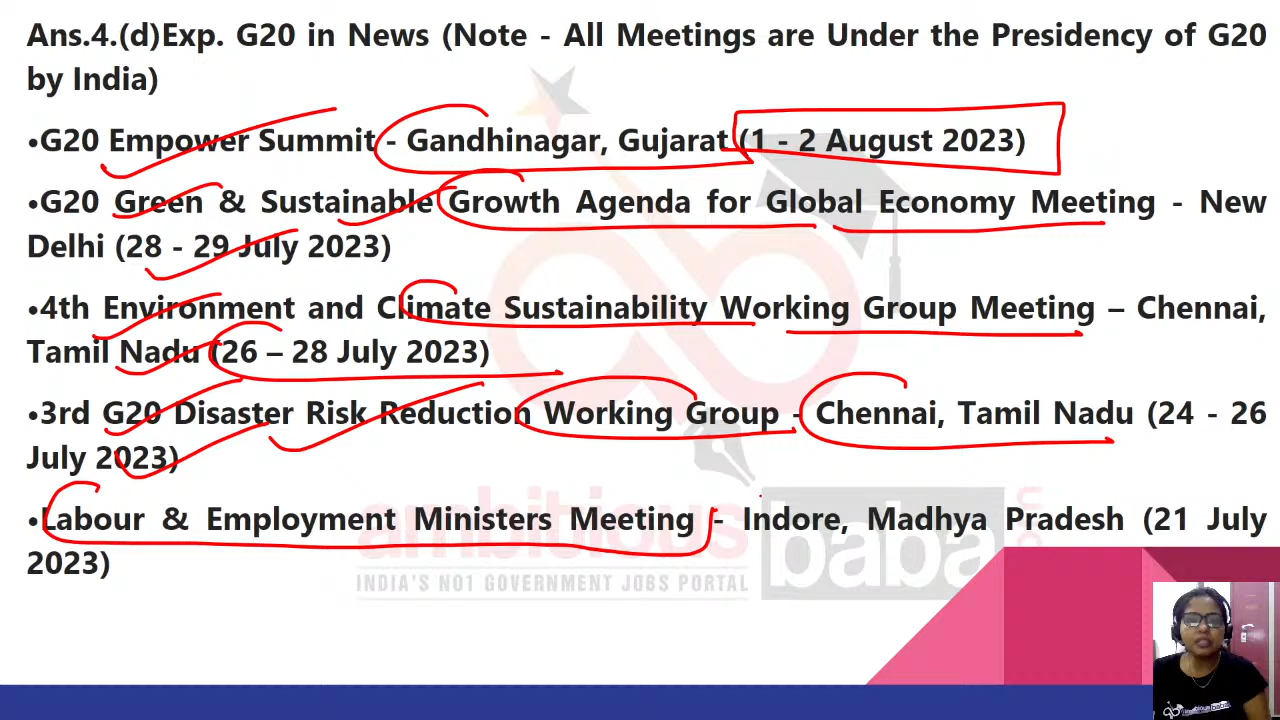 Ans.4.(d)Exp. G20 in News (Note - All Meetings are Under the Presidency of G20
by India)
•G20 Empower Summit - Gandhinagar, Gujarat (1 - 2 August 2023)
•G20 Green & Sustainable Growth Agenda for Global Economy Meeting - New
Delhi (28 - 29 July 2023)
•4th Environment and Climate Sustainability Working Group Meeting – Chennai,
Tamil Nadu (26 – 28 July 2023)
•3rd G20 Disaster Risk Reduction Working Group - Chennai, Tamil Nadu (24 - 26
July 2023)
•Labour & Employment Ministers Meeting - Indore, Madhya Pradesh (21 July
2023)
ambitious baba
INDIA'S NO1 GOVERNMENT JOBS PORTAL